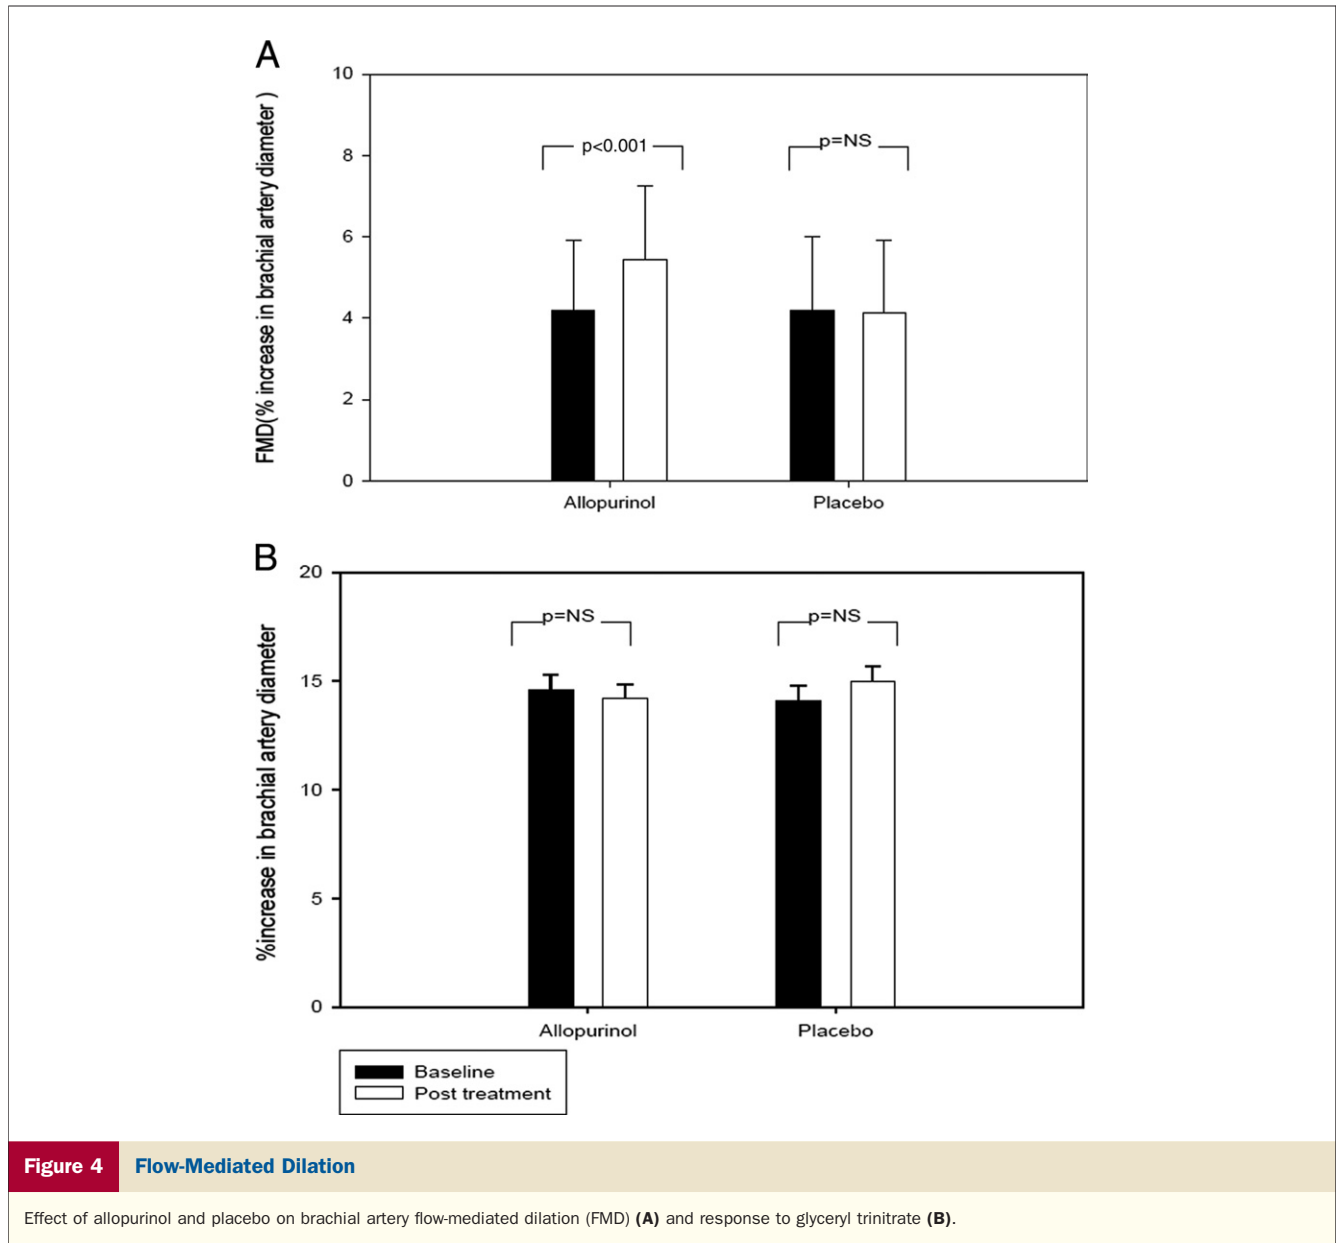 A
FMD(% increase in brachial artery diameter )
10
8
6
4
2
0
p<0.001
p=NS
Allopurinol
Placebo
B
%increase in brachial artery diameter
20
15
10
5
0
p=NS
p=NS
Allopurinol
Placebo
Baseline
Post treatment
Figure 4
Flow-Mediated Dilation
Effect of allopurinol and placebo on brachial artery flow-mediated dilation (FMD) (A) and response to glyceryl trinitrate (B).